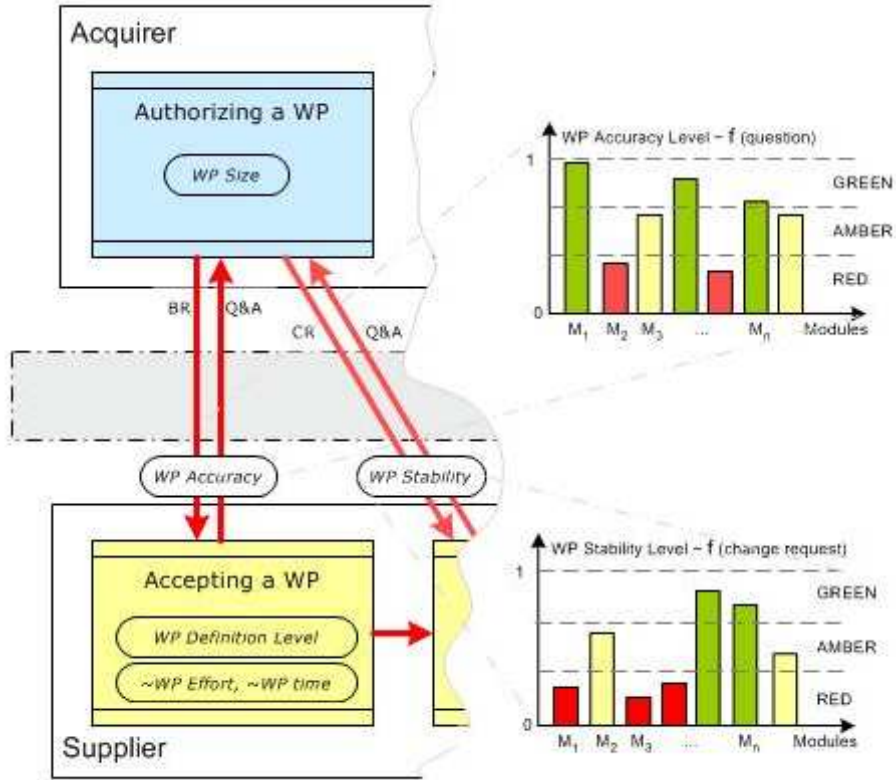 Acquirer
Authorizing a WP
WP Size
BR
Q&A
CR
Q&A
WP Accuracy
WP Stability
Accepting a WP
WP Definition Level
~WP Effort, ~WP time
Supplier
WP Accuracy Level ~ f (question)
1
GREEN
AMBER
RED
0
M1 M2 M3 ... Mn Modules
WP Stability Level ~ f (change request)
1
GREEN
AMBER
RED
0
M1 M2 M3 ... Mn Modules